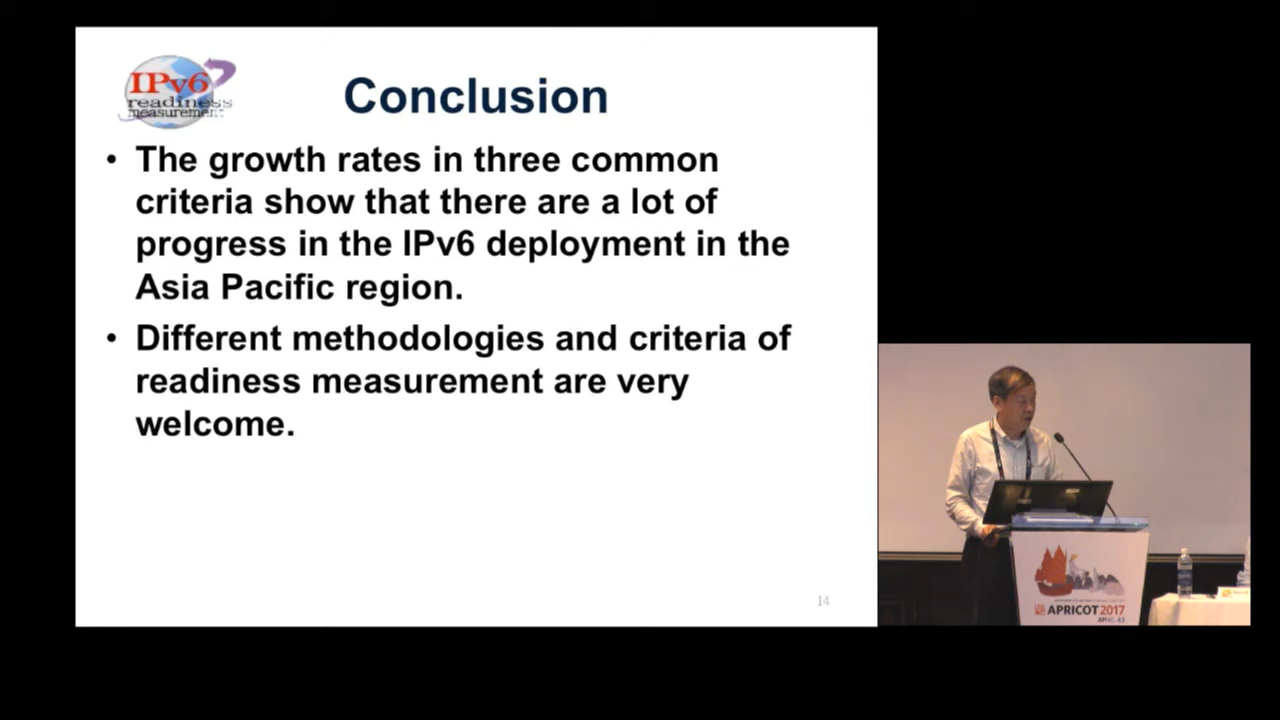 IPv6
readiness
measurement
Conclusion
• The growth rates in three common
criteria show that there are a lot of
progress in the IPv6 deployment in the
Asia Pacific region.
• Different methodologies and criteria of
readiness measurement are very
welcome.
14
APRICOT 2017
APNIC 43